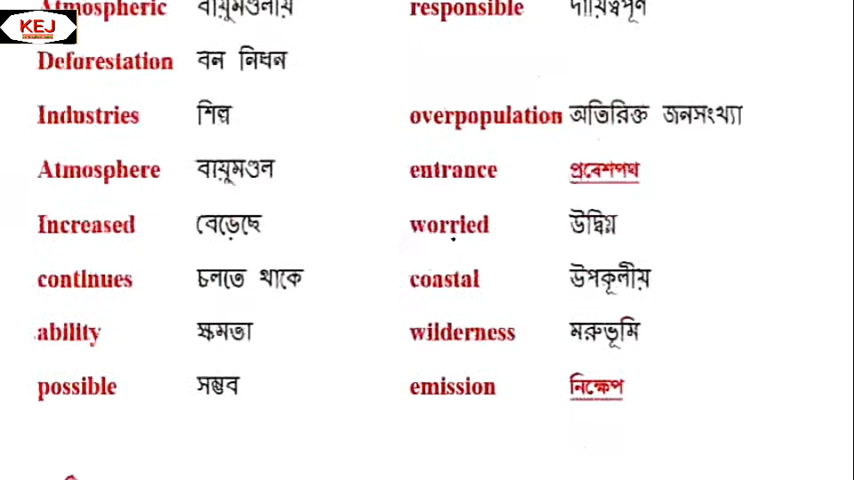 KEJ
Atmospheric বায়ুমণ্ডলীয় responsible দায়িত্বপূর্ণ
Deforestation বন নিধন
Industries শিল্প overpopulation অতিরিক্ত জনসংখ্যা
Atmosphere বায়ুমণ্ডল entrance প্রবেশপথ
Increased বেড়েছে worried উদ্বিগ্ন
continues চলতে থাকে coastal উপকূলীয়
ability ক্ষমতা wilderness মরুভূমি
possible সম্ভব emission নিক্ষেপ